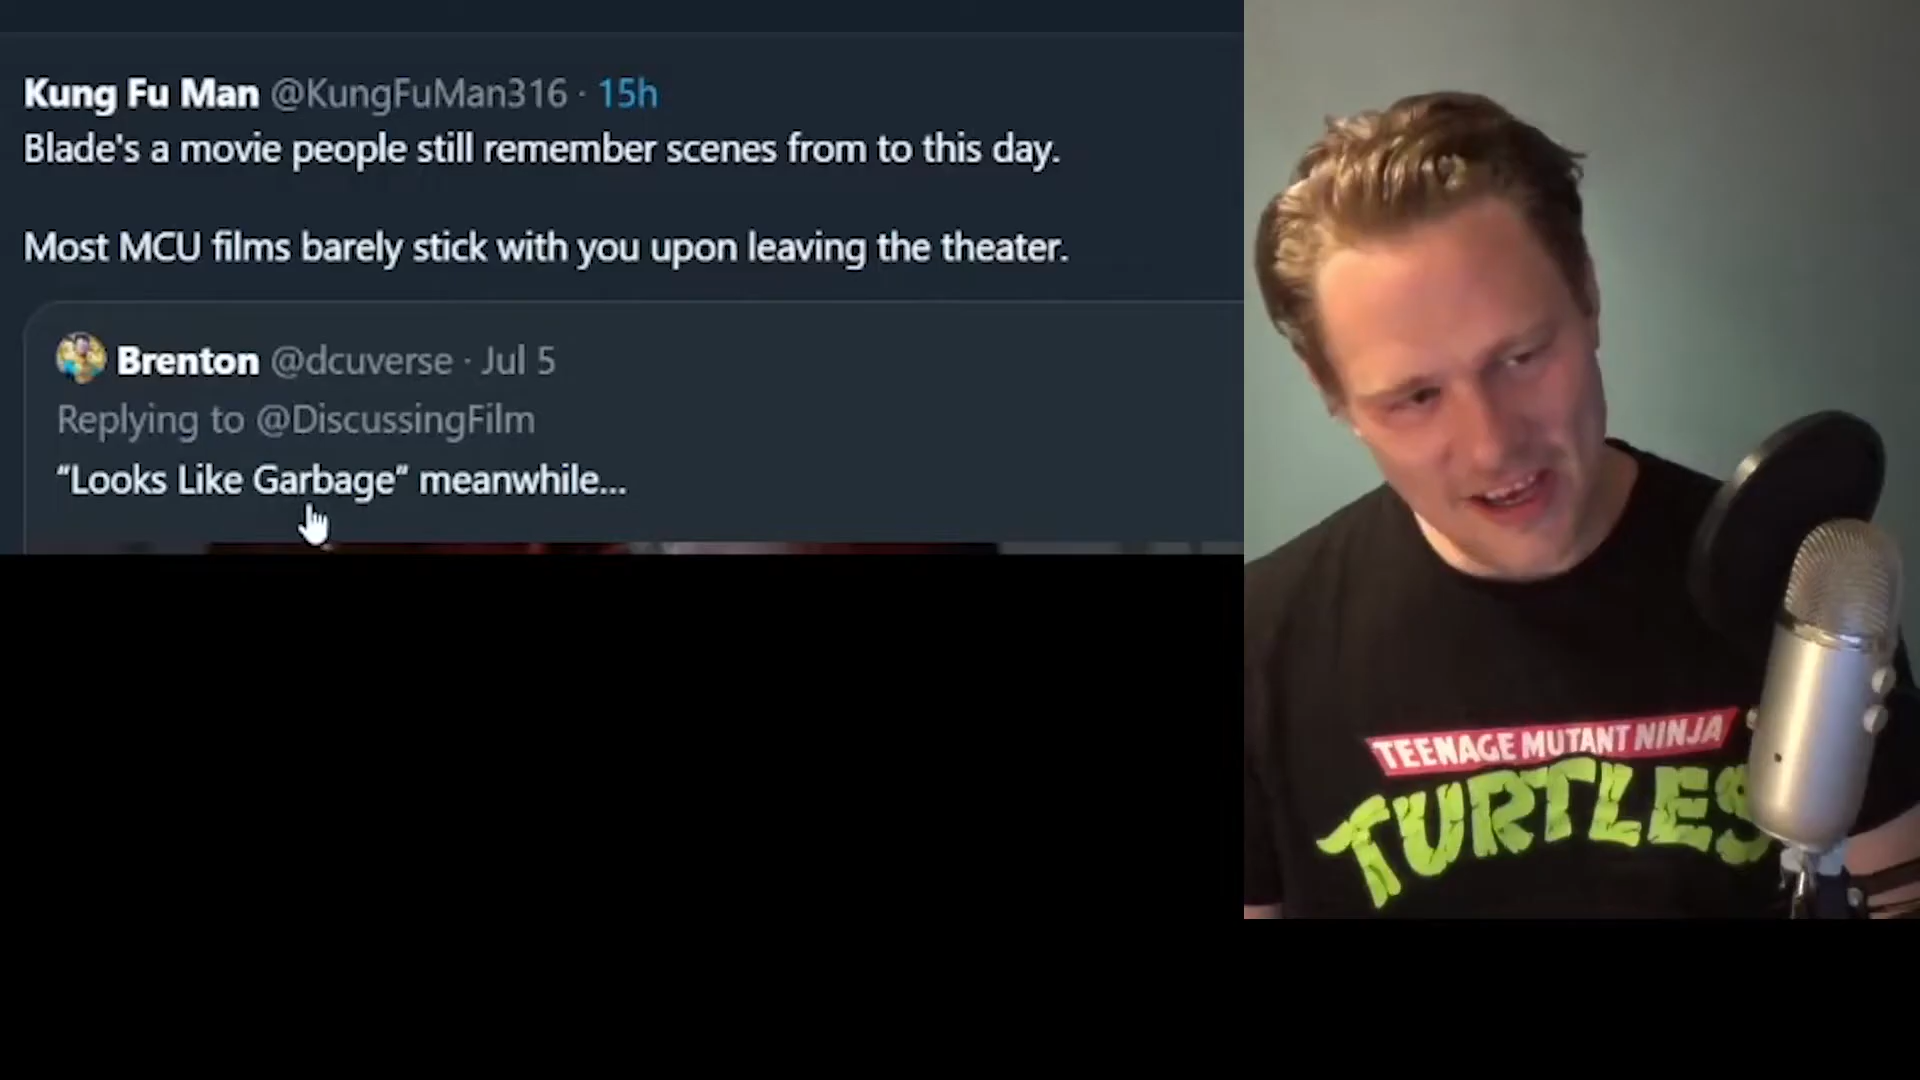 Kung Fu Man @KungFuMan316 · 15h
Blade's a movie people still remember scenes from to this day.
Most MCU films barely stick with you upon leaving the theater.
Brenton @dcuverse · Jul 5
Replying to @DiscussingFilm
“Looks Like Garbage” meanwhile...
TEENAGE MUTANT NINJA
TURTLES